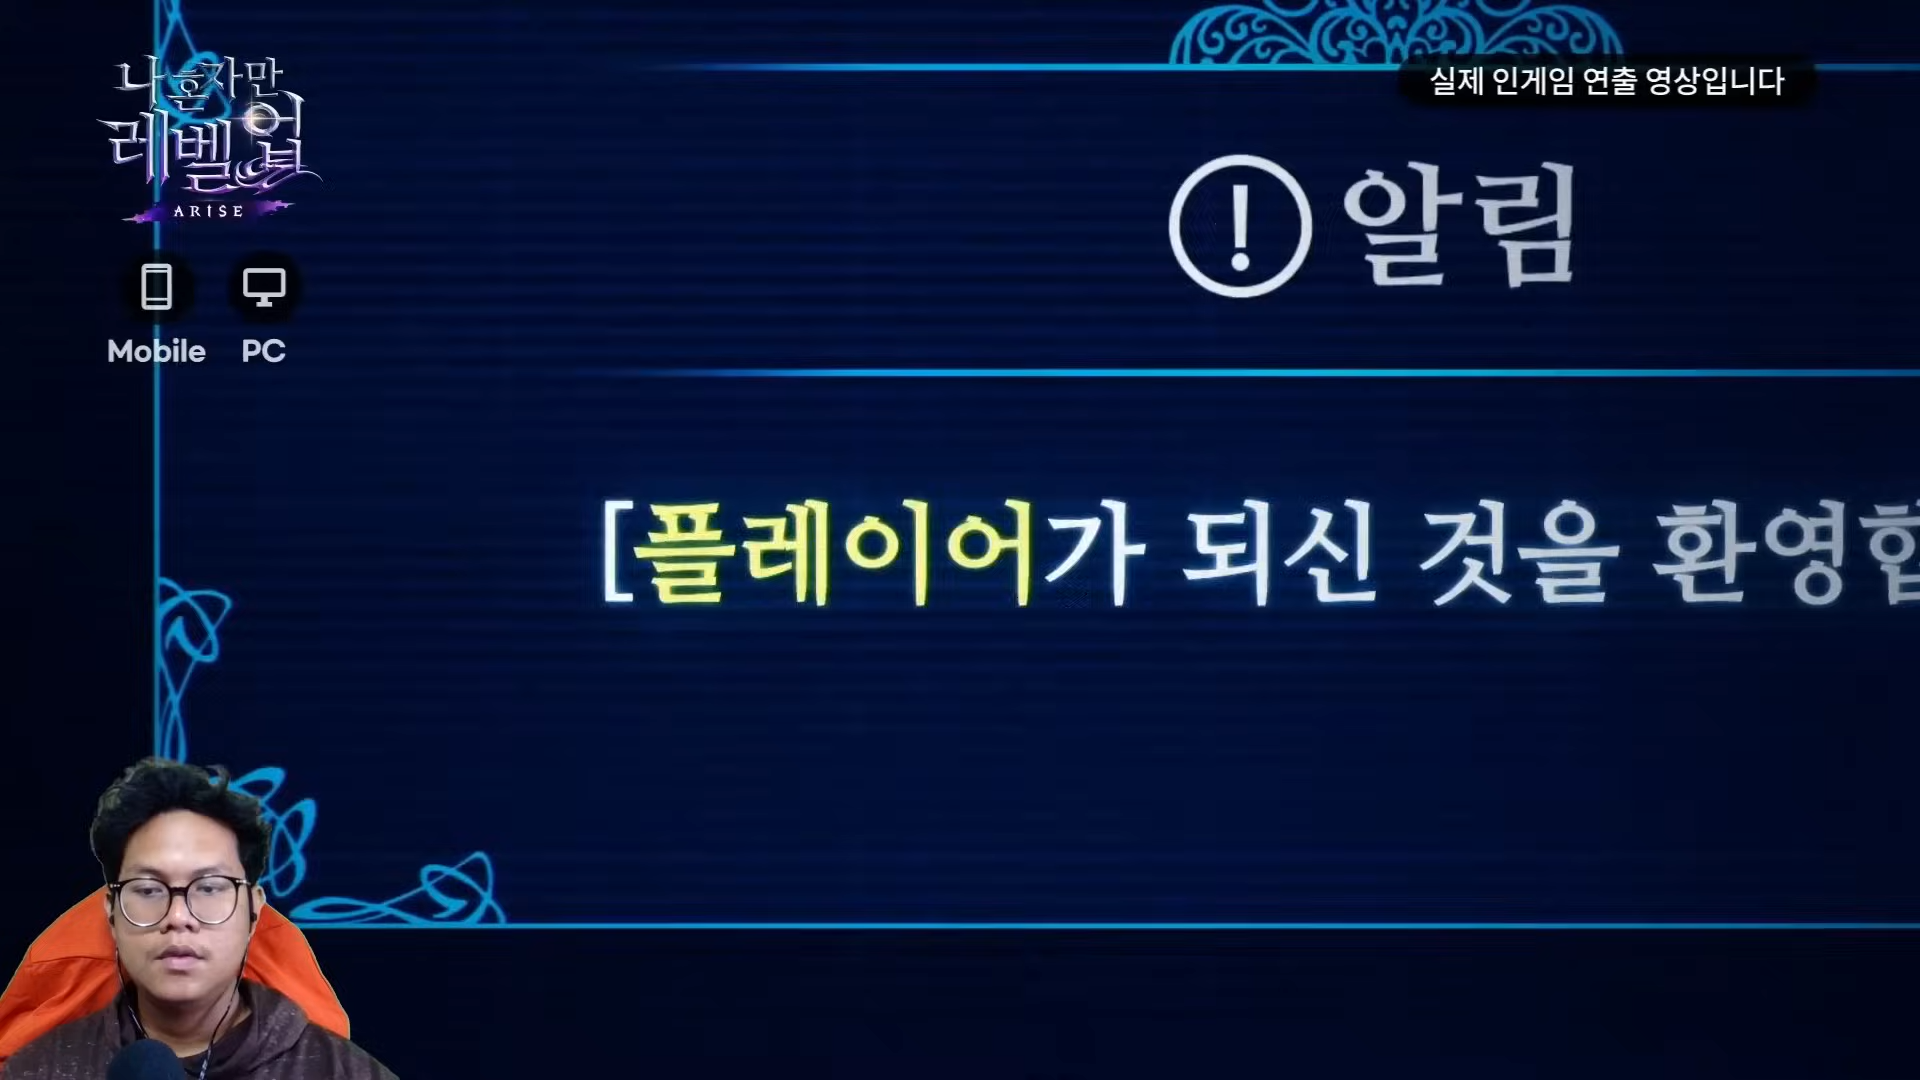 나 혼자만
레벨업
ARISE
Mobile PC
실제 인게임 연출 영상입니다
! 알림
[플레이어가 되신 것을 환영합